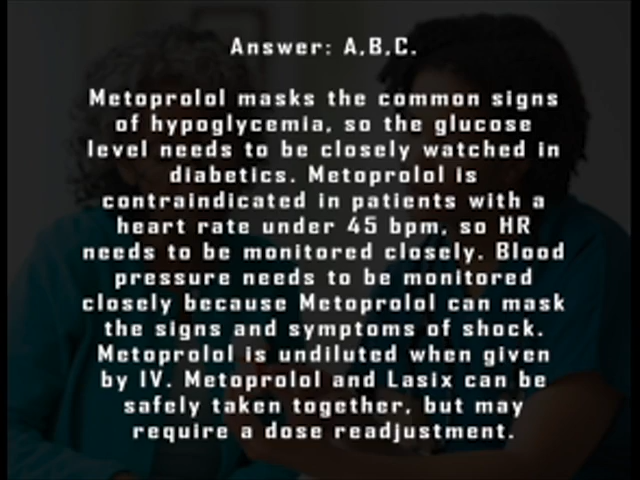 Answer: A,B,C.
Metoprolol masks the common signs
of hypoglycemia, so the glucose
level needs to be closely watched in
diabetics. Metoprolol is
contraindicated in patients with a
heart rate under 45 bpm, so HR
needs to be monitored closely. Blood
pressure needs to be monitored
closely because Metoprolol can mask
the signs and symptoms of shock.
Metoprolol is undiluted when given
by IV. Metoprolol and Lasix can be
safely taken together, but may
require a dose readjustment.